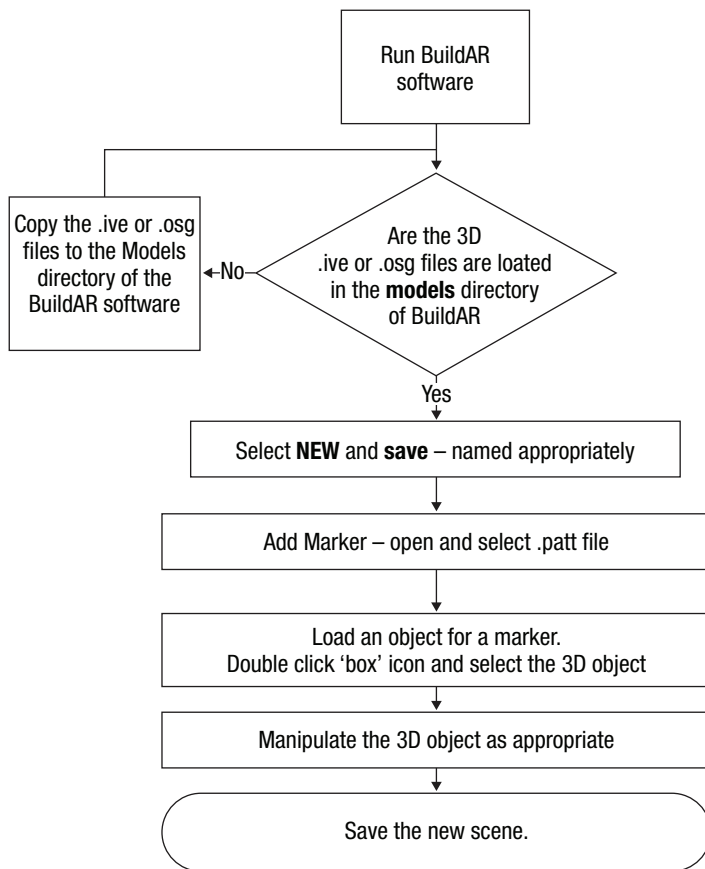 Run BuildAR
software
Copy the .ive or .osg
files to the Models
directory of the
BuildAR software
No
Are the 3D
.ive or .osg files are loated
in the models directory
of BuildAR
Yes
Select NEW and save – named appropriately
Add Marker – open and select .patt file
Load an object for a marker.
Double click ‘box’ icon and select the 3D object
Manipulate the 3D object as appropriate
Save the new scene.